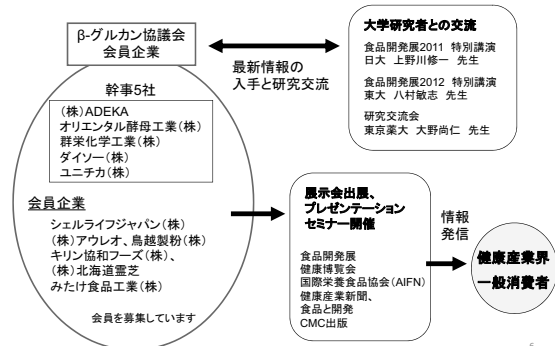 β-グルカン協議会
会員企業
幹事5社
(株)ADEKA
オリエンタル酵母工業(株)
群栄化学工業(株)
ダイソー(株)
ユニチカ(株)
会員企業
シェルライフジャパン(株)
(株)アウレオ、鳥越製粉(株)
キリン協和フーズ(株)、
(株)北海道霊芝
みたけ食品工業(株)
会員を募集しています
最新情報の
入手と研究交流
大学研究者との交流
食品開発展2011 特別講演
日大 上野川修一 先生
食品開発展2012 特別講演
東大 八村敏志 先生
研究交流会
東京薬大 大野尚仁 先生
展示会出展、
プレゼンテーション
セミナー開催
食品開発展
健康博覧会
国際栄養食品協会(AIFN)
健康産業新聞、
食品と開発
CMC出版
情報
発信
健康産業界
一般消費者
6